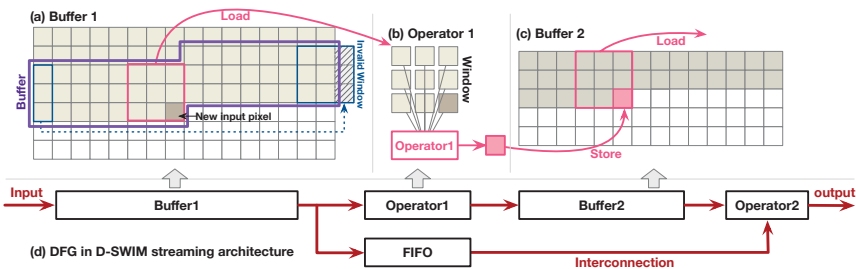 (a) Buffer 1
Load
Buffer
Invalid Window
New input pixel
(b) Operator 1
Window
Operator1
(c) Buffer 2
Load
Store
Input
Buffer1
Operator1
Buffer2
Operator2
output
(d) DFG in D-SWIM streaming architecture
FIFO
Interconnection